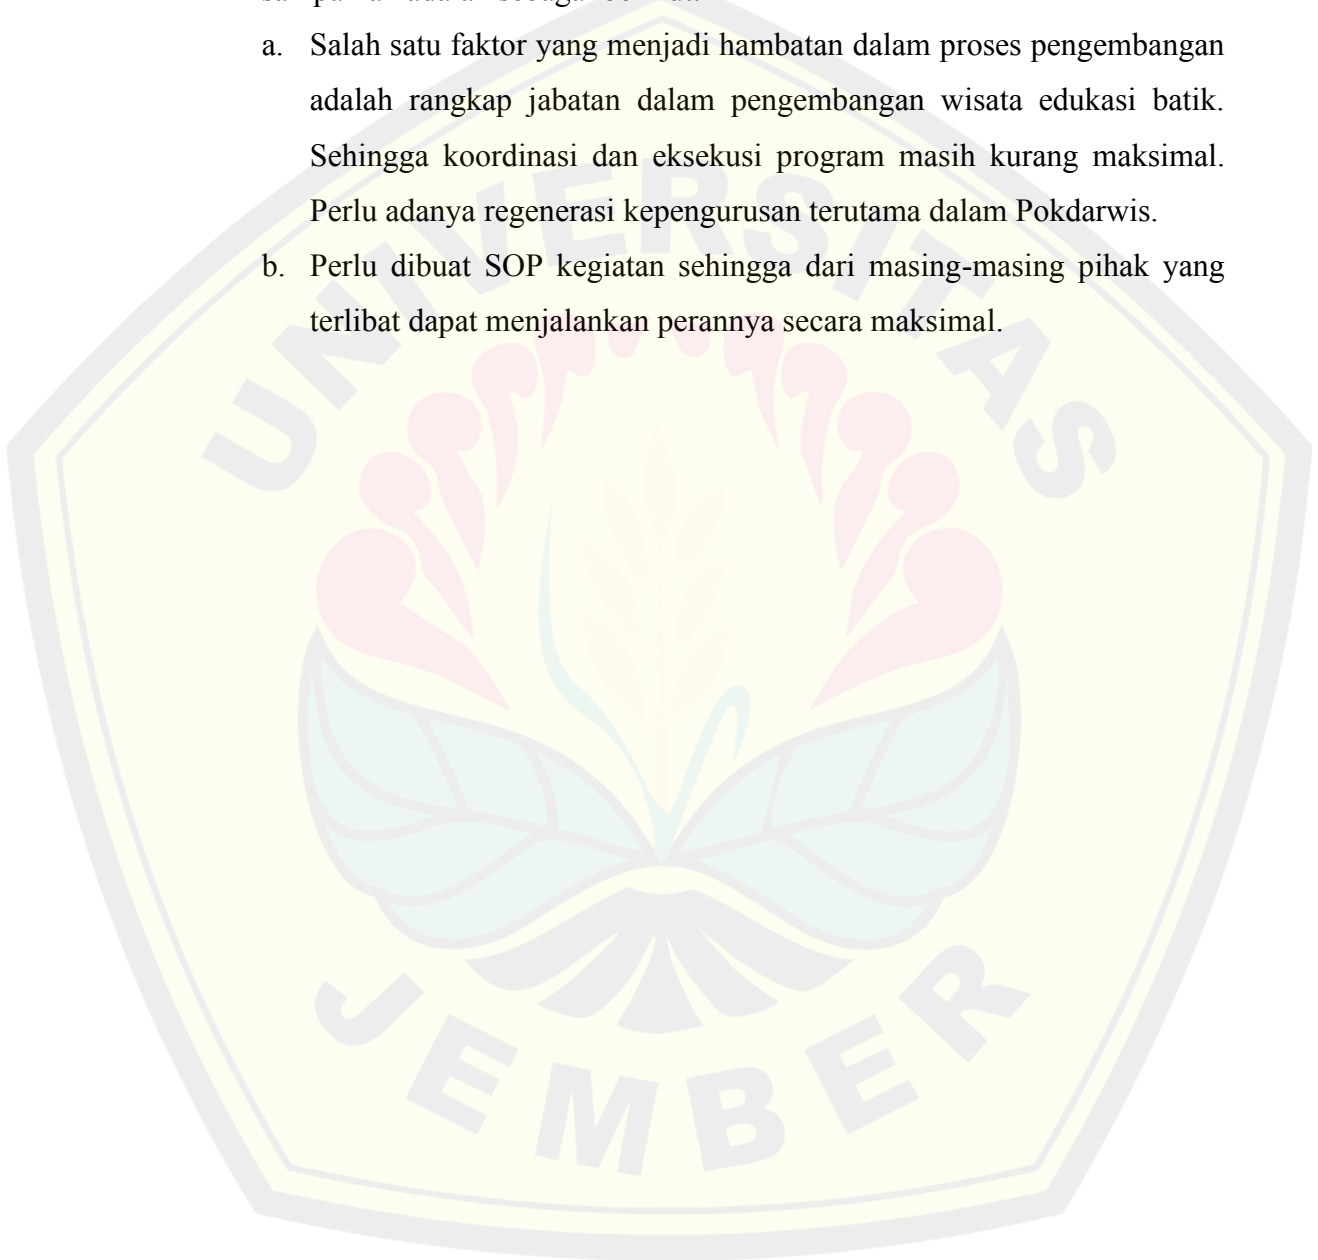 a. Salah satu faktor yang menjadi hambatan dalam proses pengembangan
adalah rangkap jabatan dalam pengembangan wisata edukasi batik.
Sehingga koordinasi dan eksekusi program masih kurang maksimal.
Perlu adanya regenerasi kepengurusan terutama dalam Pokdarwis.
b. Perlu dibuat SOP kegiatan sehingga dari masing-masing pihak yang
terlibat dapat menjalankan perannya secara maksimal.
UNIVERSITAS
JEMBER